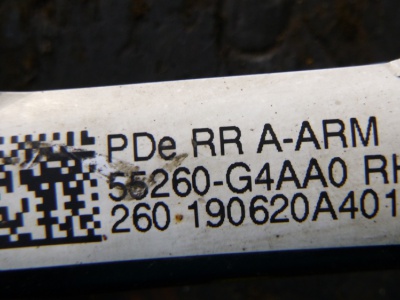 PDe RR A-ARM
55260-G4AA0 RH
260 190620A401